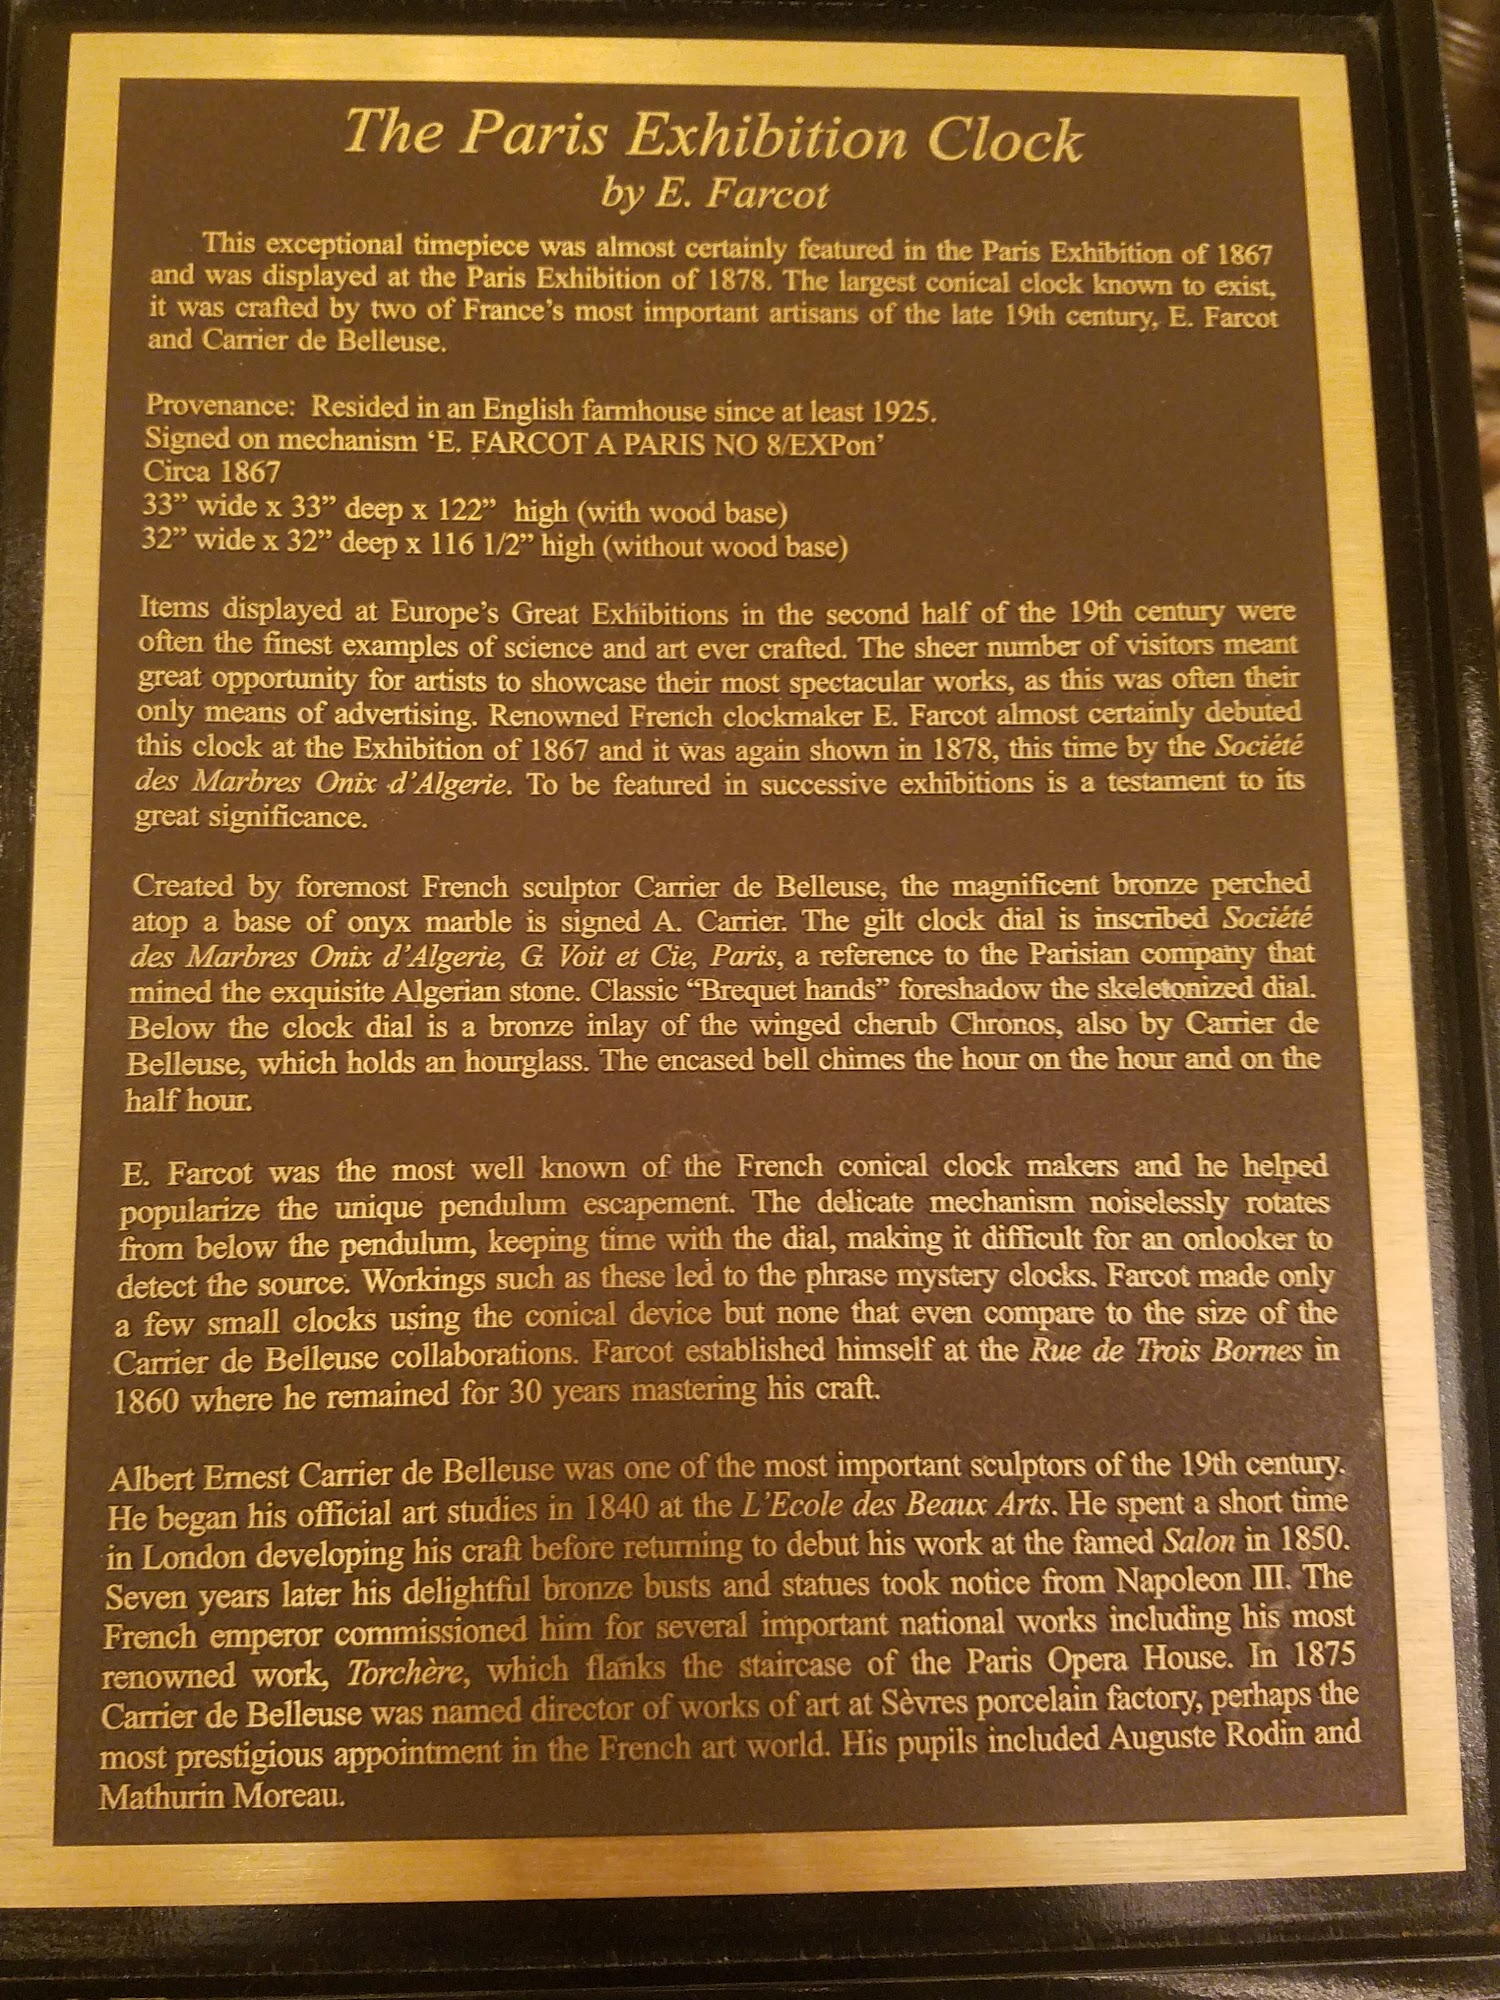 The Paris Exhibition Clock
by E. Farcot
This exceptional timepiece was almost certainly featured in the Paris Exhibition of 1867
and was displayed at the Paris Exhibition of 1878. The largest conical clock known to exist,
it was crafted by two of France's most important artisans of the late 19th century, E. Farcot
and Carrier de Belleuse.
Provenance: Resided in an English farmhouse since at least 1925.
Signed on mechanism ‘E. FARCOT A PARIS NO 8/EXPon’
Circa 1867
33” wide x 33” deep x 122” high (with wood base)
32” wide x 32” deep x 116 1/2” high (without wood base)
Items displayed at Europe's Great Exhibitions in the second half of the 19th century were
often the finest examples of science and art ever crafted. The sheer number of visitors meant
great opportunity for artists to showcase their most spectacular works, as this was often their
only means of advertising. Renowned French clockmaker E. Farcot almost certainly debuted
this clock at the Exhibition of 1867 and it was again shown in 1878, this time by the Société
des Marbres Onix d'Algerie. To be featured in successive exhibitions is a testament to its
great significance.
Created by foremost French sculptor Carrier de Belleuse, the magnificent bronze perched
atop a base of onyx marble is signed A. Carrier. The gilt clock dial is inscribed Société
des Marbres Onix d'Algerie, G. Voit et Cie, Paris, a reference to the Parisian company that
mined the exquisite Algerian stone. Classic “Brequet hands” foreshadow the skeletonized dial.
Below the clock dial is a bronze inlay of the winged cherub Chronos, also by Carrier de
Belleuse, which holds an hourglass. The encased bell chimes the hour on the hour and on the
half hour.
E. Farcot was the most well known of the French conical clock makers and he helped
popularize the unique pendulum escapement. The delicate mechanism noiselessly rotates
from below the pendulum, keeping time with the dial, making it difficult for an onlooker to
detect the source. Workings such as these led to the phrase mystery clocks. Farcot made only
a few small clocks using the conical device but none that even compare to the size of the
Carrier de Belleuse collaborations. Farcot established himself at the Rue de Trois Bornes in
1860 where he remained for 30 years mastering his craft.
Albert Ernest Carrier de Belleuse was one of the most important sculptors of the 19th century.
He began his official art studies in 1840 at the L'Ecole des Beaux Arts. He spent a short time
in London developing his craft before returning to debut his work at the famed Salon in 1850.
Seven years later his delightful bronze busts and statues took notice from Napoleon III. The
French emperor commissioned him for several important national works including his most
renowned work, Torchère, which flanks the staircase of the Paris Opera House. In 1875
Carrier de Belleuse was named director of works of art at Sèvres porcelain factory, perhaps the
most prestigious appointment in the French art world. His pupils included Auguste Rodin and
Mathurin Moreau.